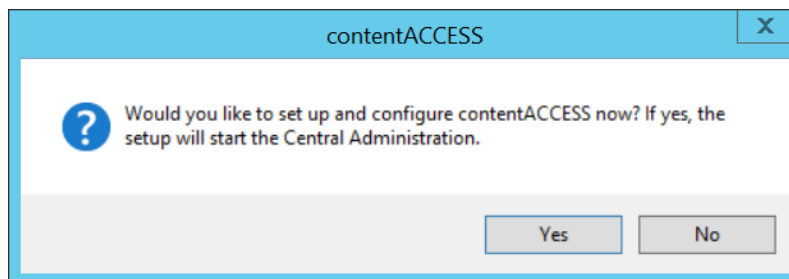 contentACCESS
X
Would you like to set up and configure contentACCESS now? If yes, the
setup will start the Central Administration.
Yes
No